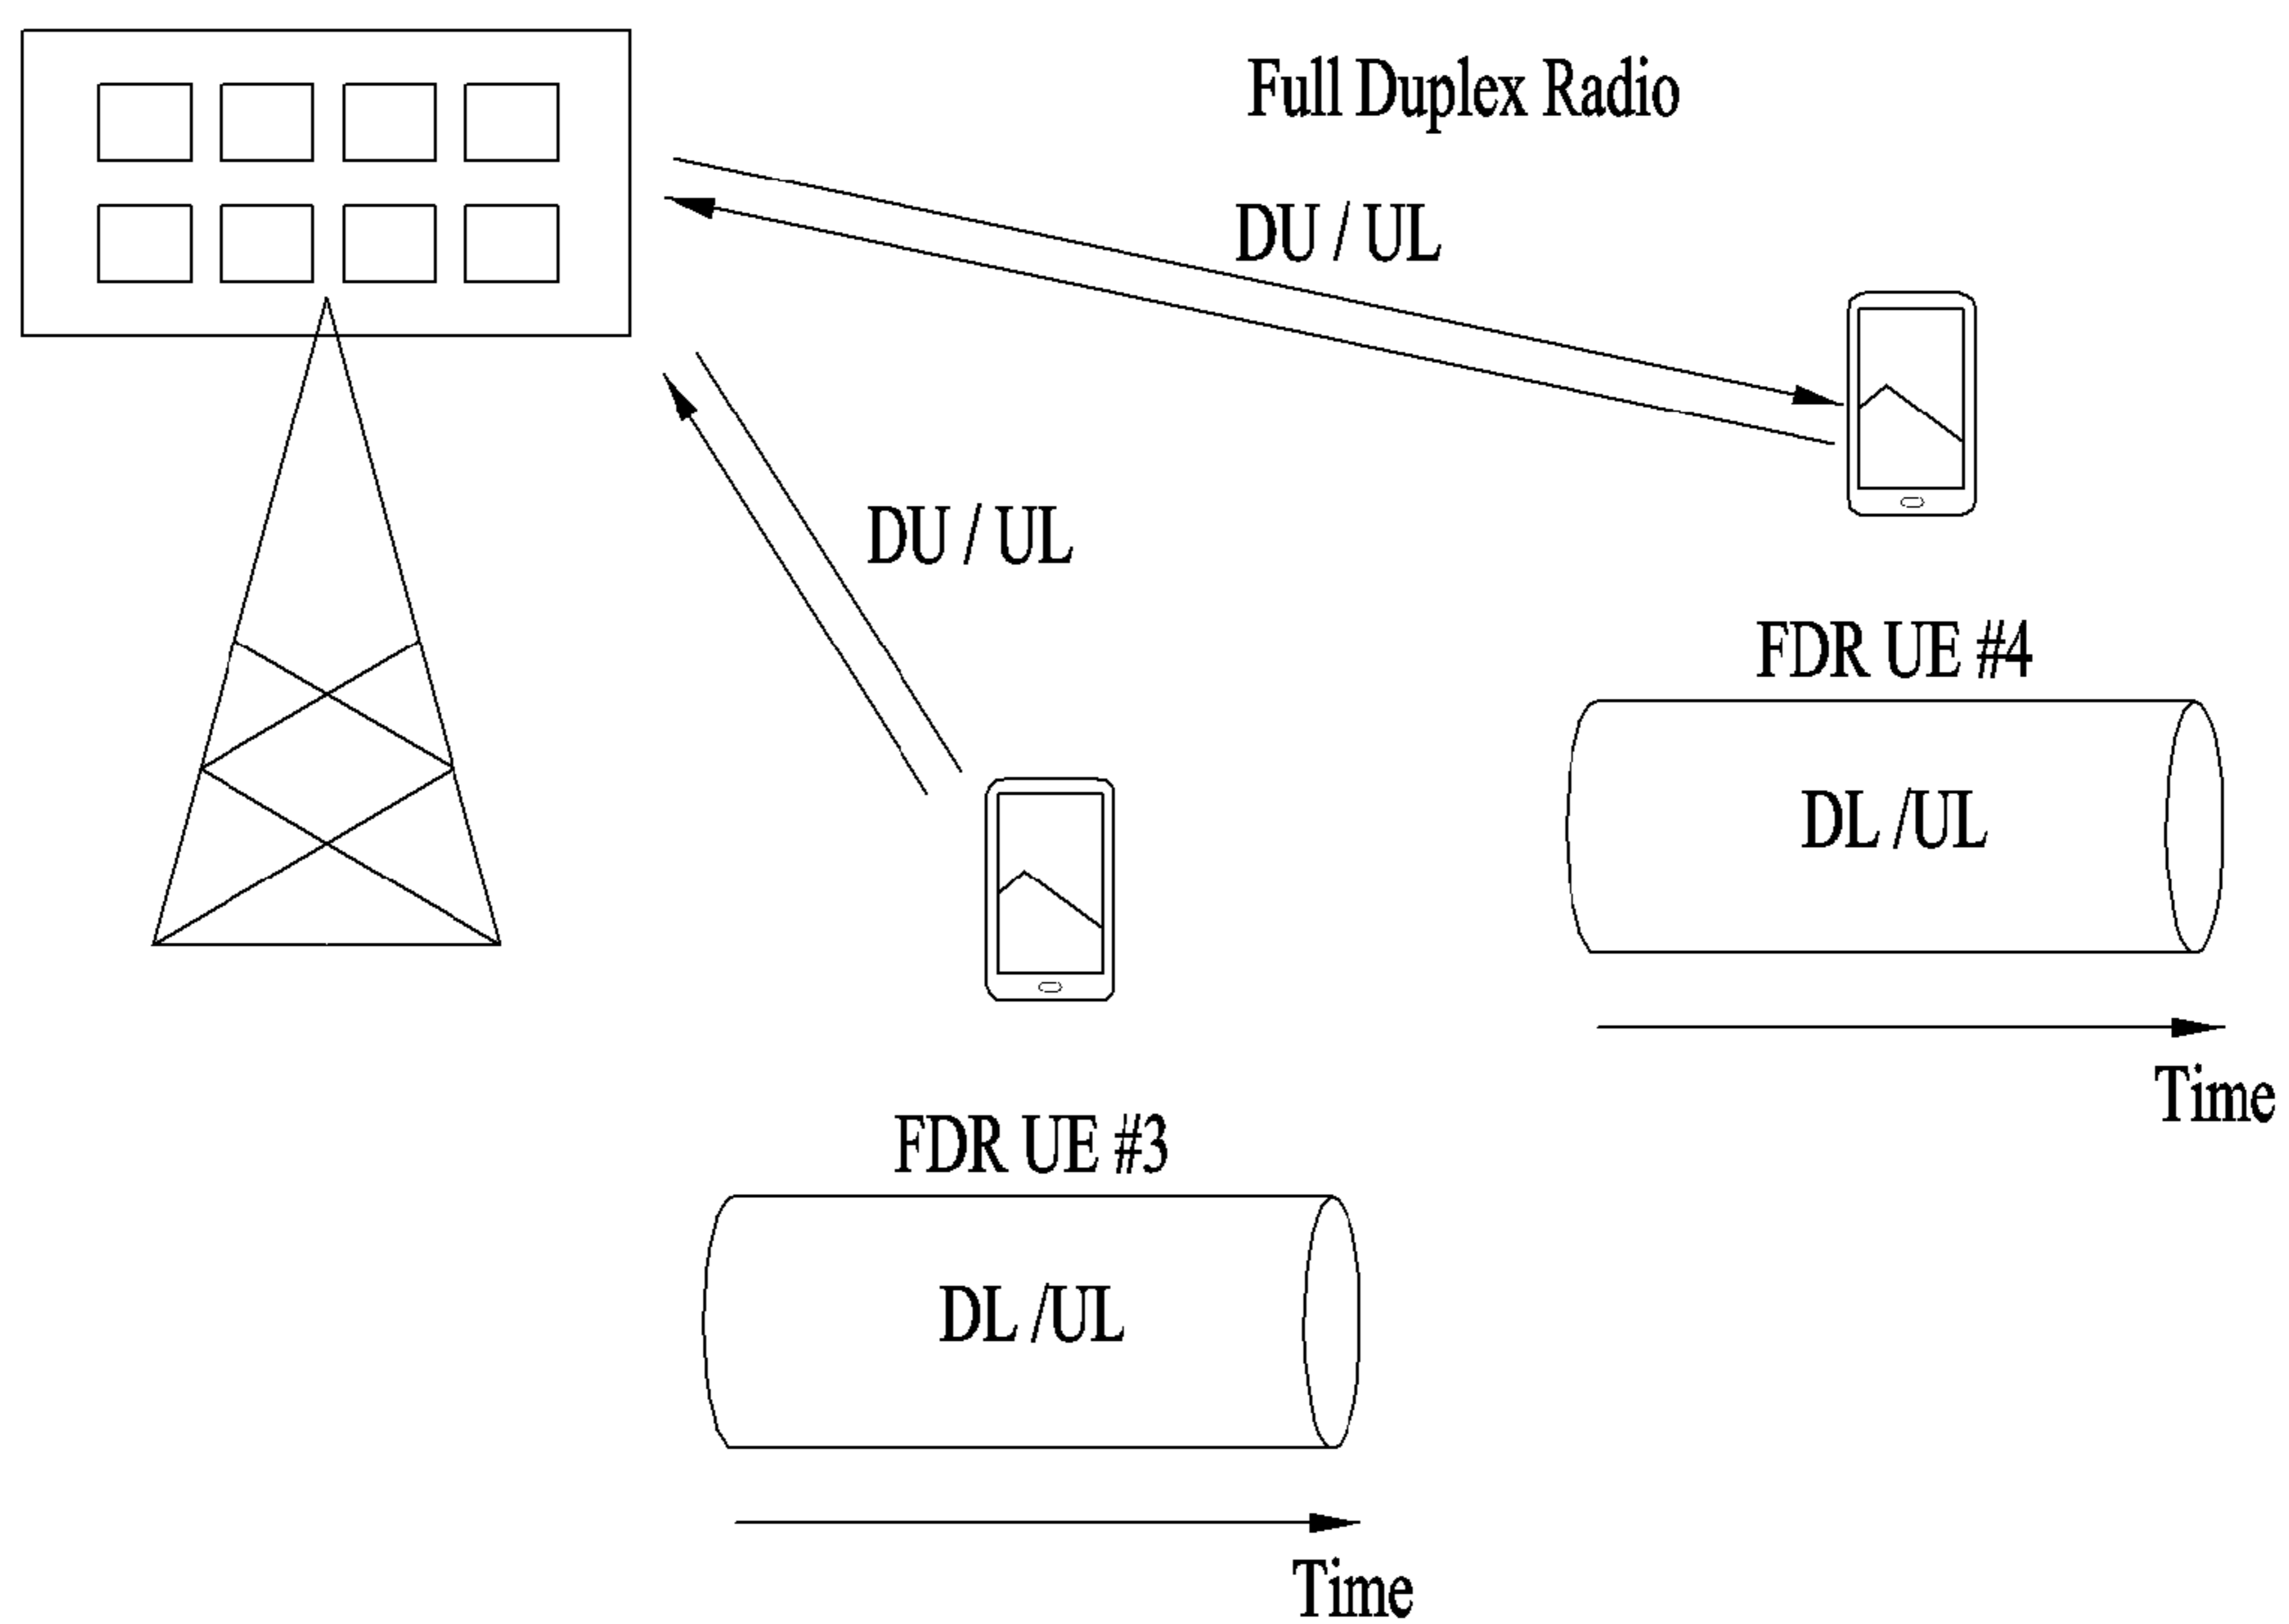 Full Duplex Radio
DU / UL
DU / UL
FDR UE #4
DL /UL
Time
FDR UE #3
DL /UL
Time